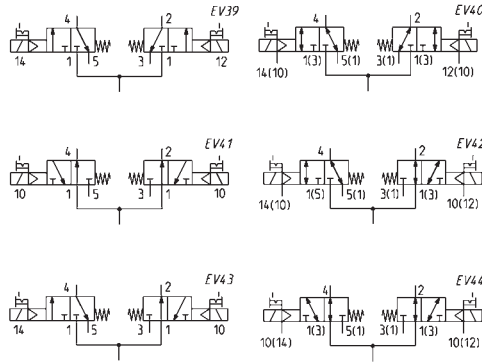 4 2 EV39
14 1 5 3 1 12
4 2 EV40
14(10) 1(3) 5(1) 3(1) 1(3) 12(10)
4 2 EV41
10 1 5 3 1 10
4 2 EV42
14(10) 1(5) 5(1) 3(1) 1(3) 10(12)
4 2 EV43
14 1 5 3 1 10
4 2 EV44
10(14) 1(3) 5(1) 3(1) 1(3) 10(12)